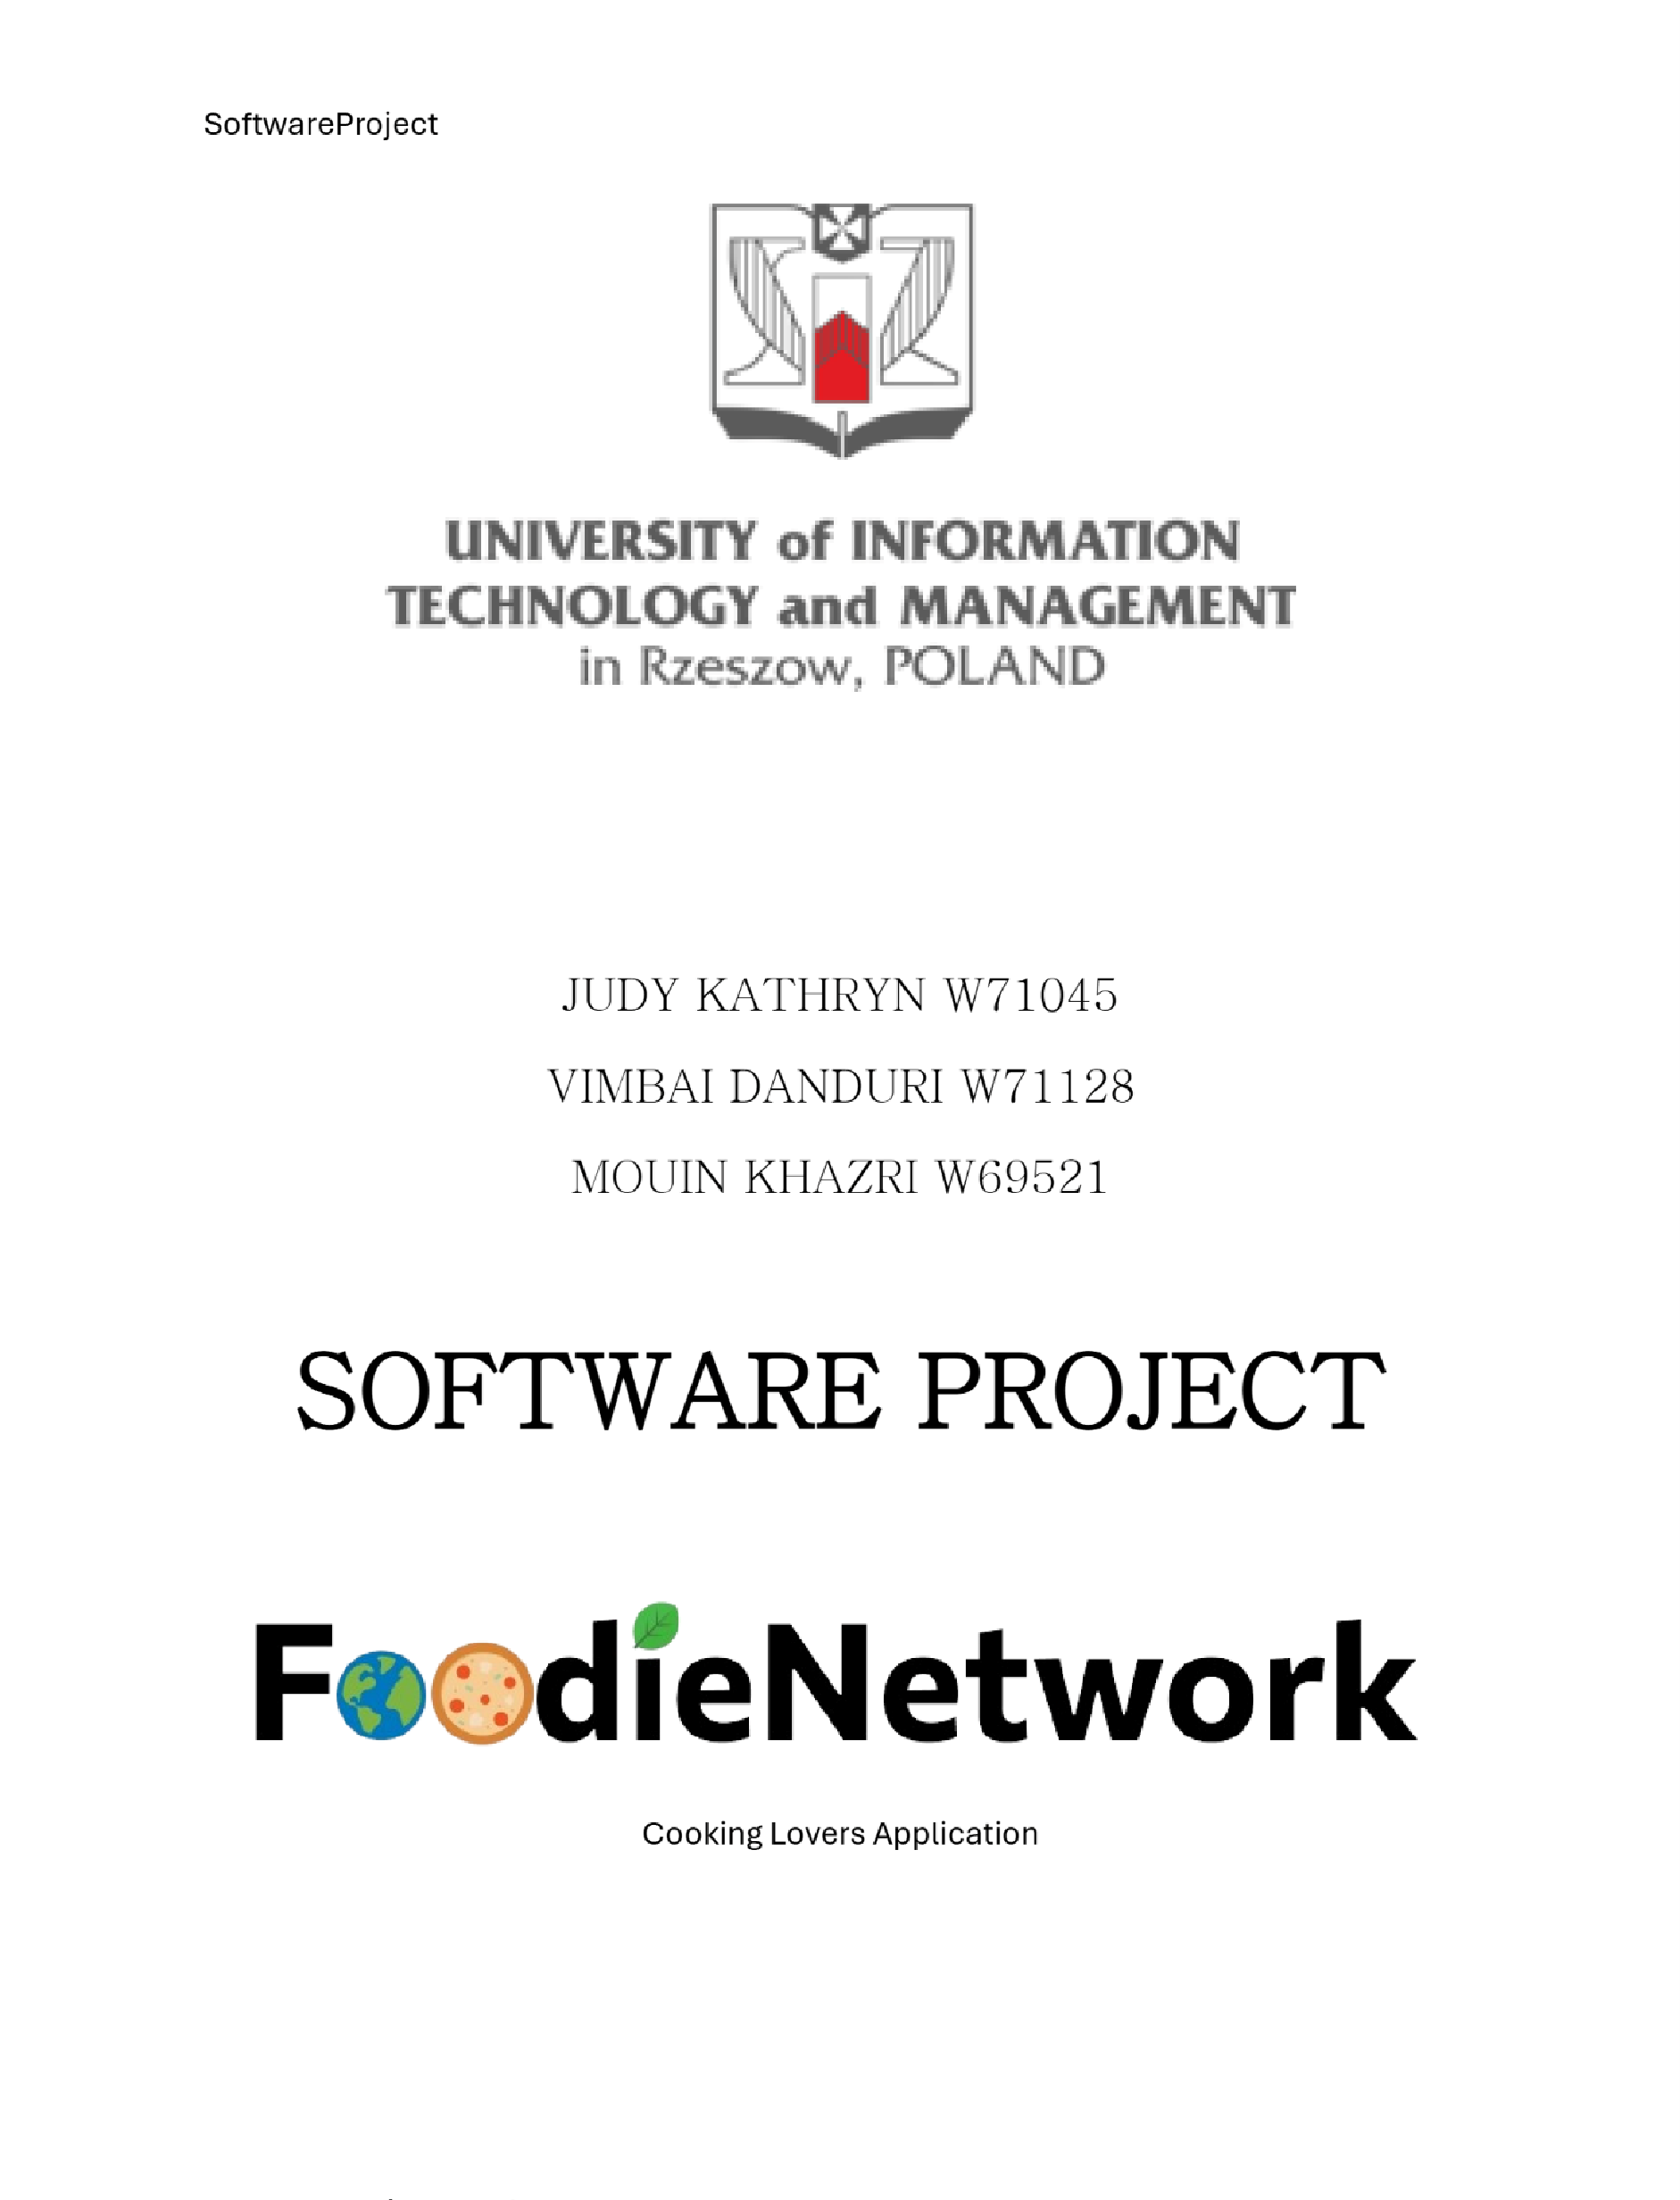 SoftwareProject
UNIVERSITY of INFORMATION
TECHNOLOGY and MANAGEMENT
in Rzeszow, POLAND
JUDY KATHRYN W71045
VIMBAI DANDURI W71128
MOUIN KHAZRI W69521
SOFTWARE PROJECT
FoodieNetwork
Cooking Lovers Application